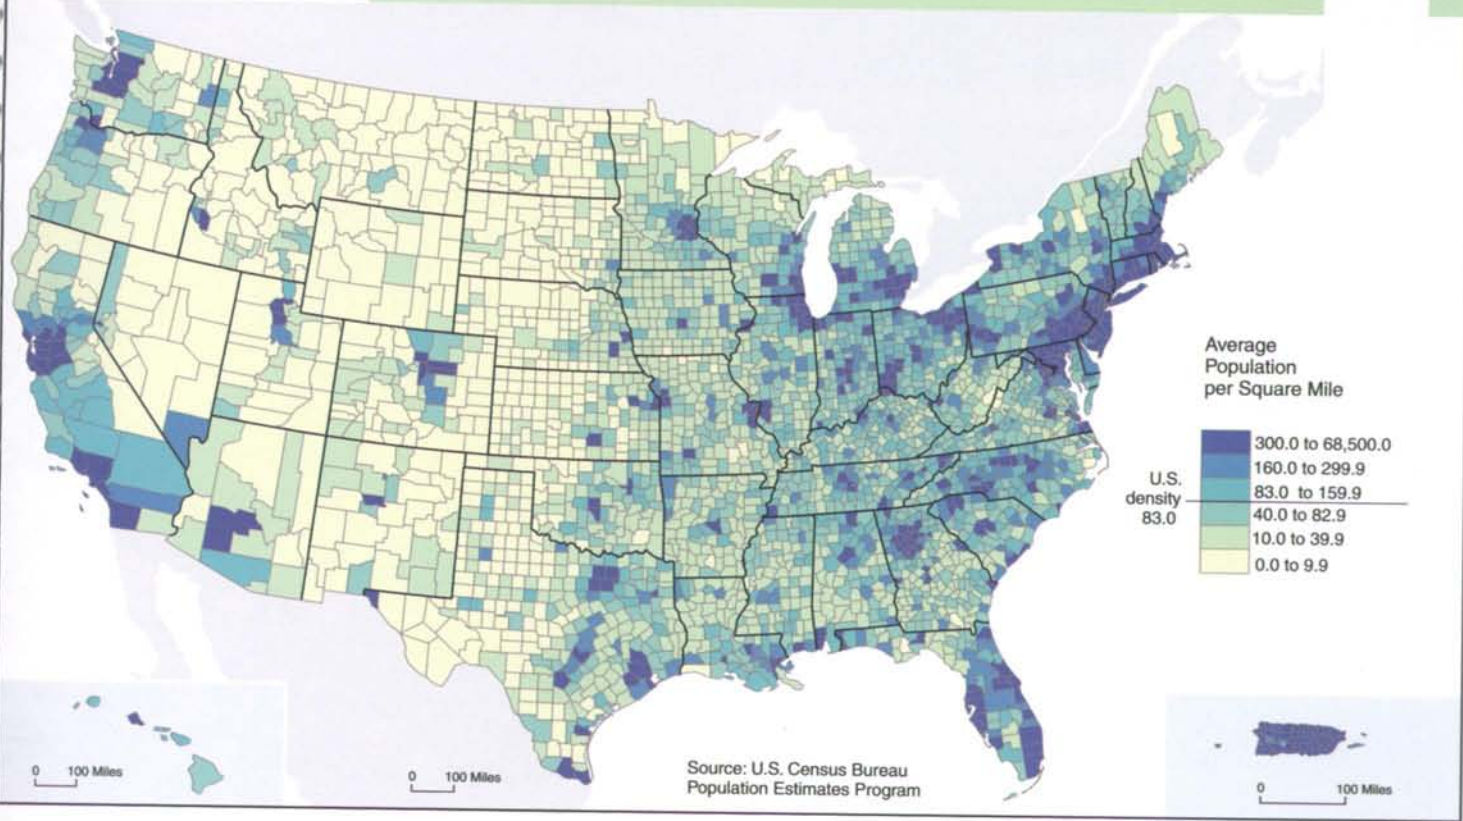 Average
Population
per Square Mile
300.0 to 68,500.0
160.0 to 299.9
83.0 to 159.9
40.0 to 82.9
10.0 to 39.9
0.0 to 9.9
U.S.
density
83.0
0 100 Miles
0 100 Miles
Source: U.S. Census Bureau
Population Estimates Program
0 100 Miles